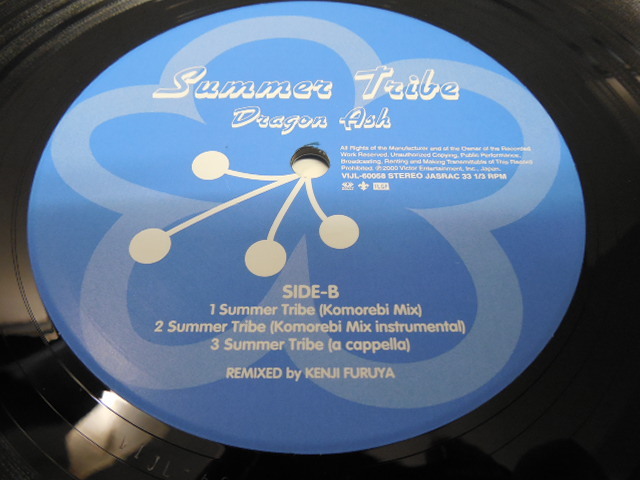 Summer Tribe
Dragon Ash
All Rights of the Manufacturer and of the Owner of the Recorded
Work Reserved. Unauthorized Copying, Public Performance,
Broadcasting, Renting and Making Transmittable of This Record
Prohibited. ℗2000 Victor Entertainment, Inc., Japan.
VIJL-60058 STEREO JASRAC 33 1/3 RPM
SIDE-B
1 Summer Tribe (Komorebi Mix)
2 Summer Tribe (Komorebi Mix instrumental)
3 Summer Tribe (a cappella)
REMIXED by KENJI FURUYA
VIJL-